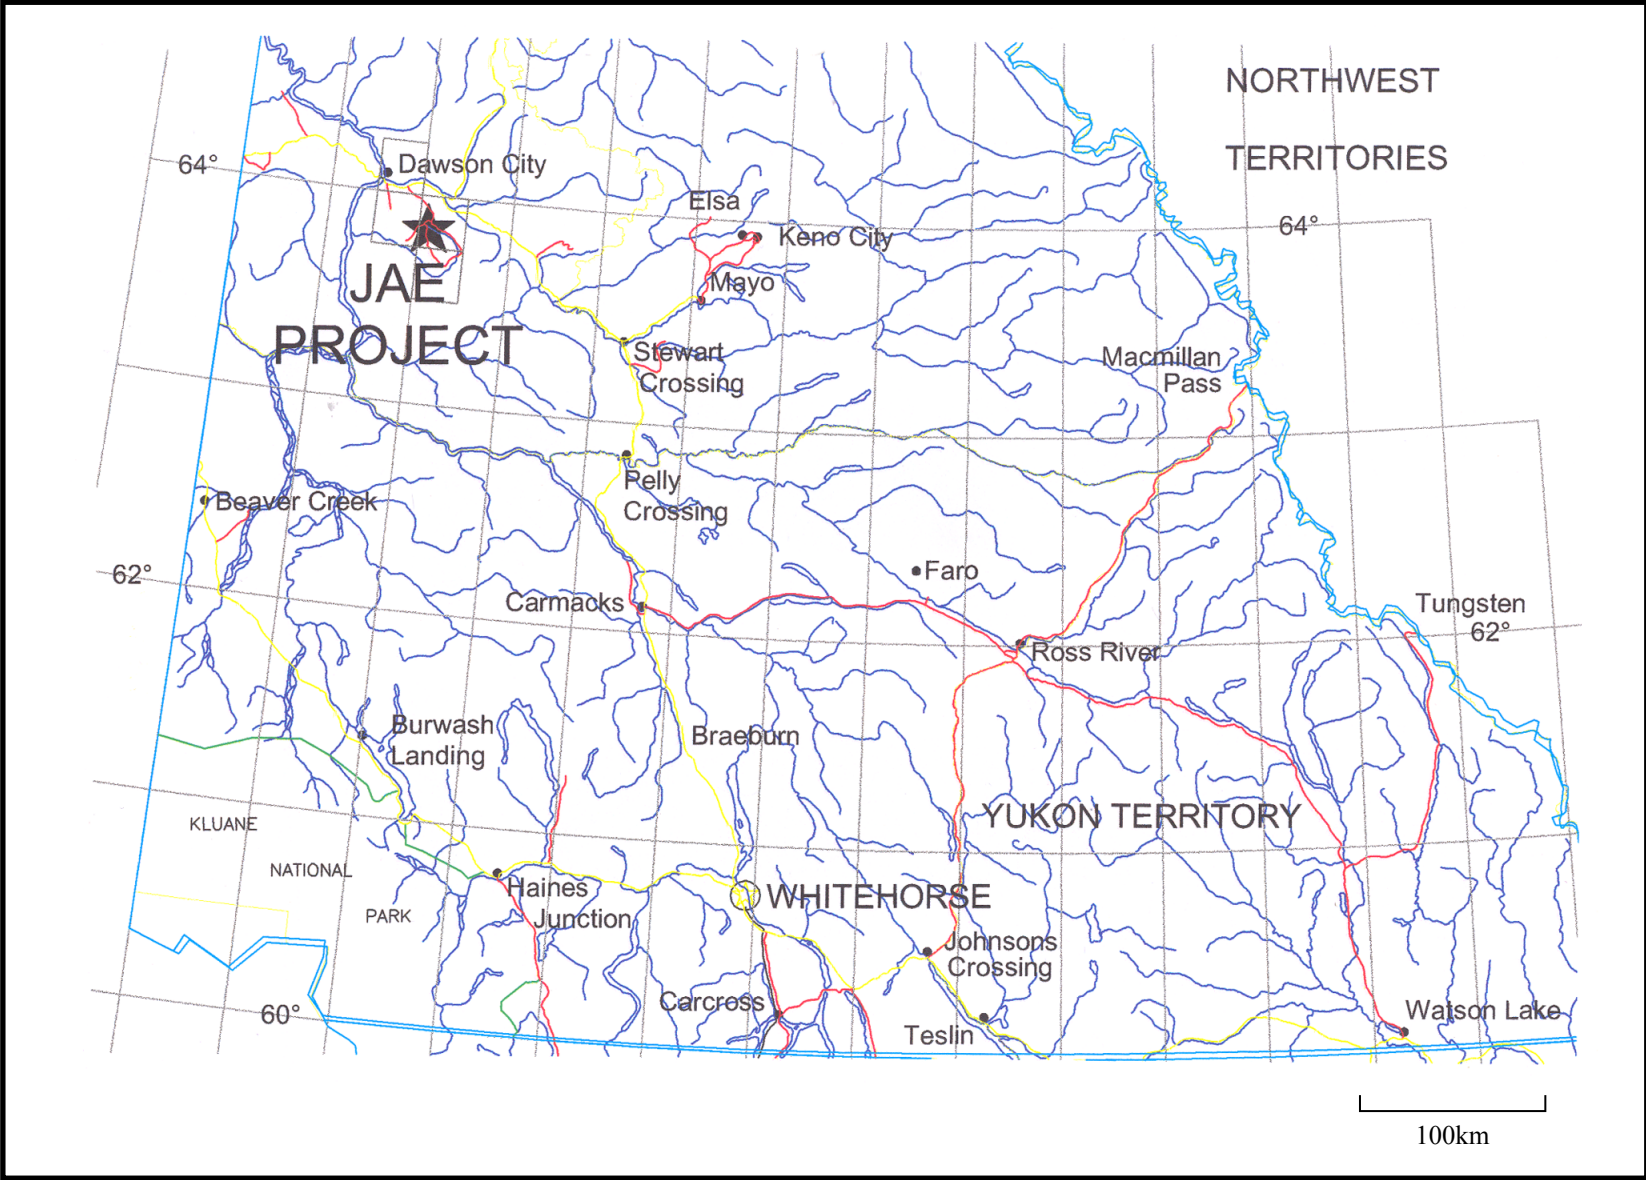 NORTHWEST
TERRITORIES
64°
Dawson City
Elsa
Keno City
64°
Mayo
JAE
PROJECT
Stewart
Crossing
Macmillan
Pass
Pelly
Crossing
Beaver Creek
62°
Faro
Carmacks
Tungsten
62°
Ross River
Burwash
Landing
Braeburn
KLUANE
NATIONAL
PARK
YUKON TERRITORY
Haines
Junction
WHITEHORSE
Johnsons
Crossing
Carcross
60°
Teslin
Watson Lake
100km